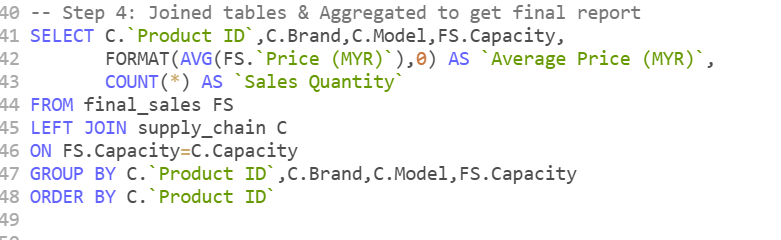 40 -- Step 4: Joined tables & Aggregated to get final report
41 SELECT C.`Product ID`,C.Brand,C.Model,FS.Capacity,
42 FORMAT(AVG(FS.`Price (MYR)`),0) AS `Average Price (MYR)`,
43 COUNT(*) AS `Sales Quantity`
44 FROM final_sales FS
45 LEFT JOIN supply_chain C
46 ON FS.Capacity=C.Capacity
47 GROUP BY C.`Product ID`,C.Brand,C.Model,FS.Capacity
48 ORDER BY C.`Product ID`
49